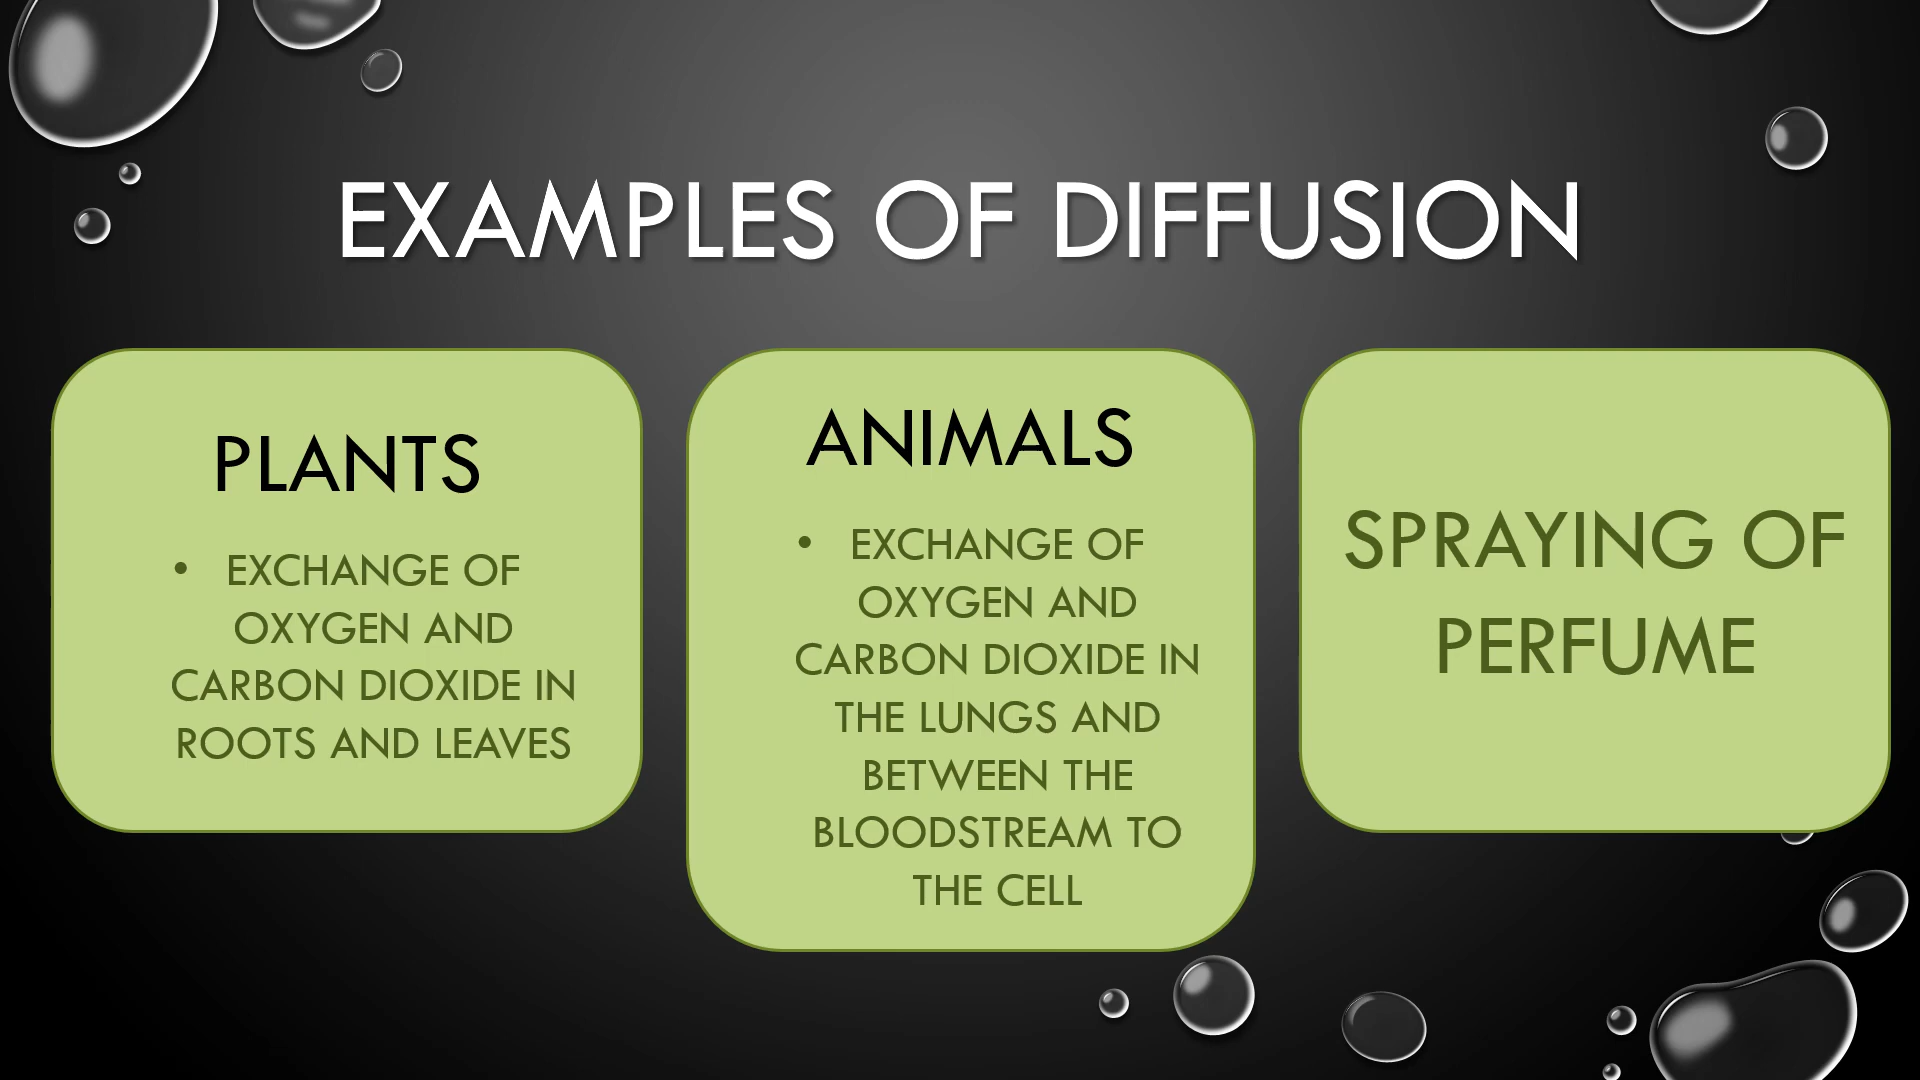 EXAMPLES OF DIFFUSION
PLANTS
• EXCHANGE OF
OXYGEN AND
CARBON DIOXIDE IN
ROOTS AND LEAVES
ANIMALS
• EXCHANGE OF
OXYGEN AND
CARBON DIOXIDE IN
THE LUNGS AND
BETWEEN THE
BLOODSTREAM TO
THE CELL
SPRAYING OF
PERFUME